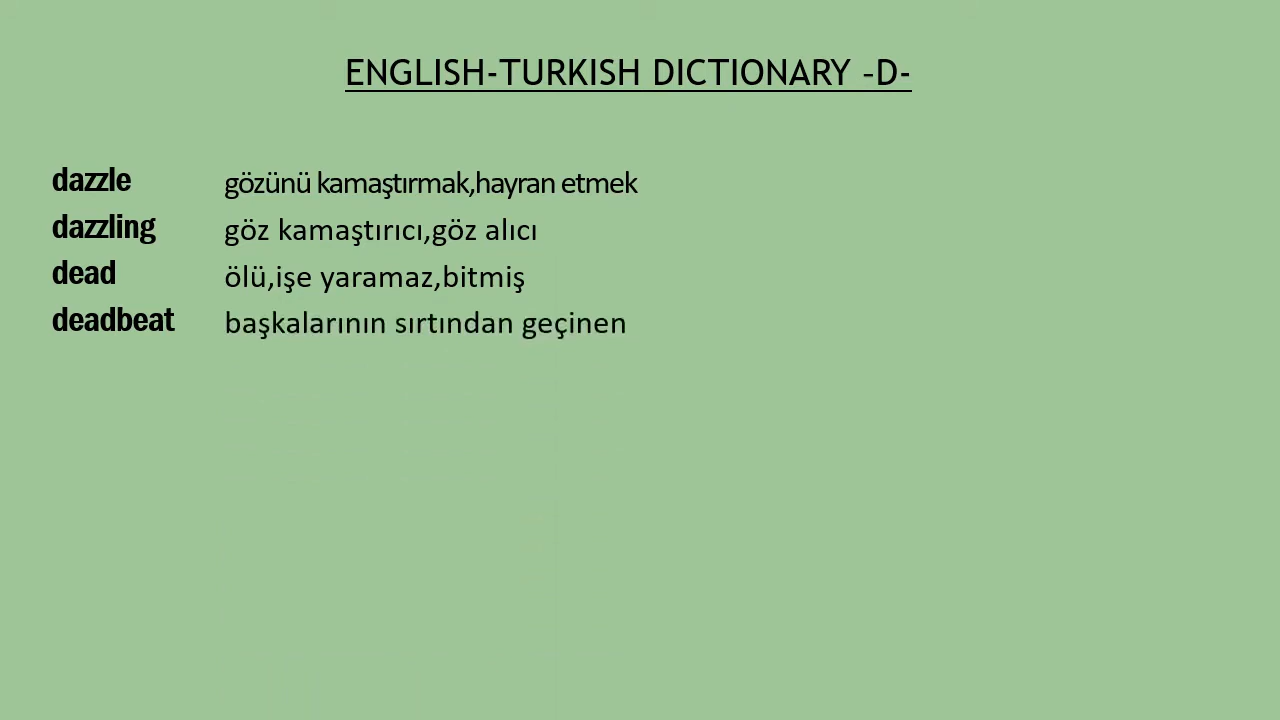 ENGLISH-TURKISH DICTIONARY –D-
dazzle gözünü kamaştırmak,hayran etmek
dazzling göz kamaştırıcı,göz alıcı
dead ölü,işe yaramaz,bitmiş
deadbeat başkalarının sırtından geçinen